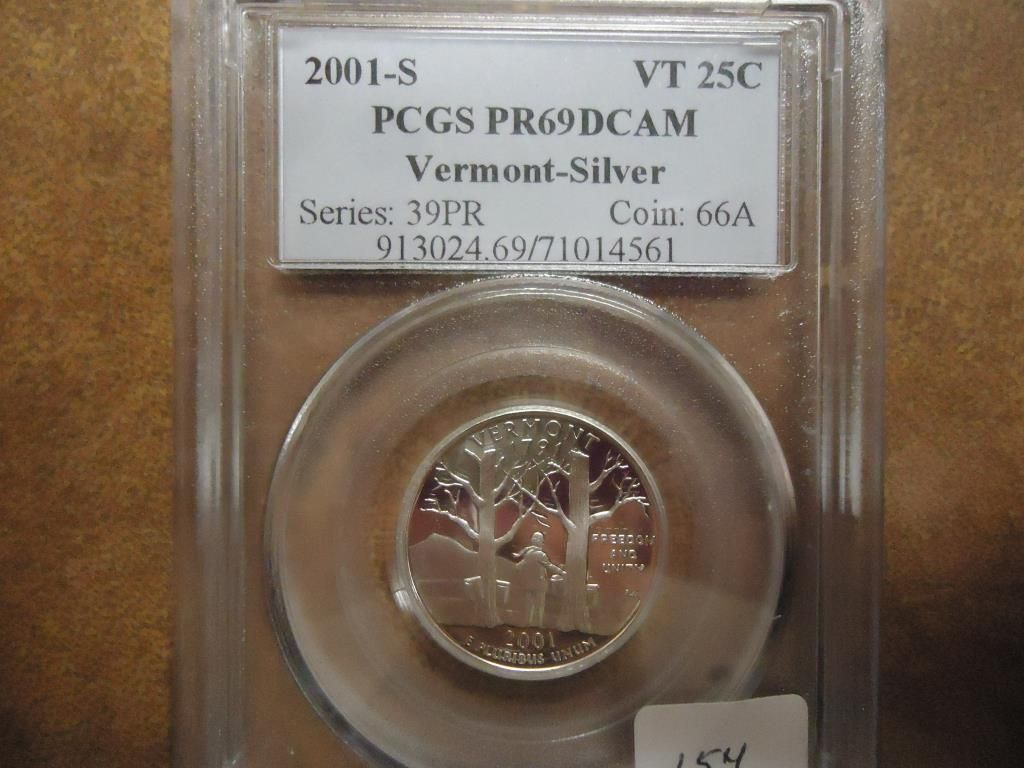 2001-S VT 25C
PCGS PR69DCAM
Vermont-Silver
Series: 39PR Coin: 66A
913024.69/71014561
VERMONT
1791
FREEDOM
AND
UNITY
2001
E PLURIBUS UNUM
154